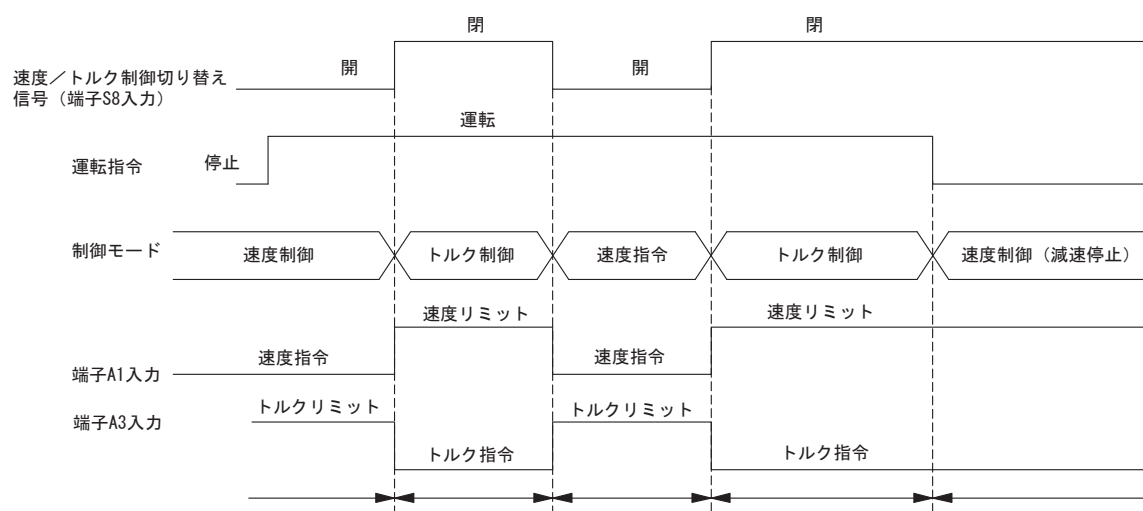 閉
閉
開
開
速度／トルク制御切り替え
信号（端子S8入力）
運転
運転指令
停止
制御モード
速度制御
トルク制御
速度指令
トルク制御
速度制御（減速停止）
速度リミット
速度リミット
速度指令
速度指令
端子A1入力
トルクリミット
トルクリミット
端子A3入力
トルク指令
トルク指令